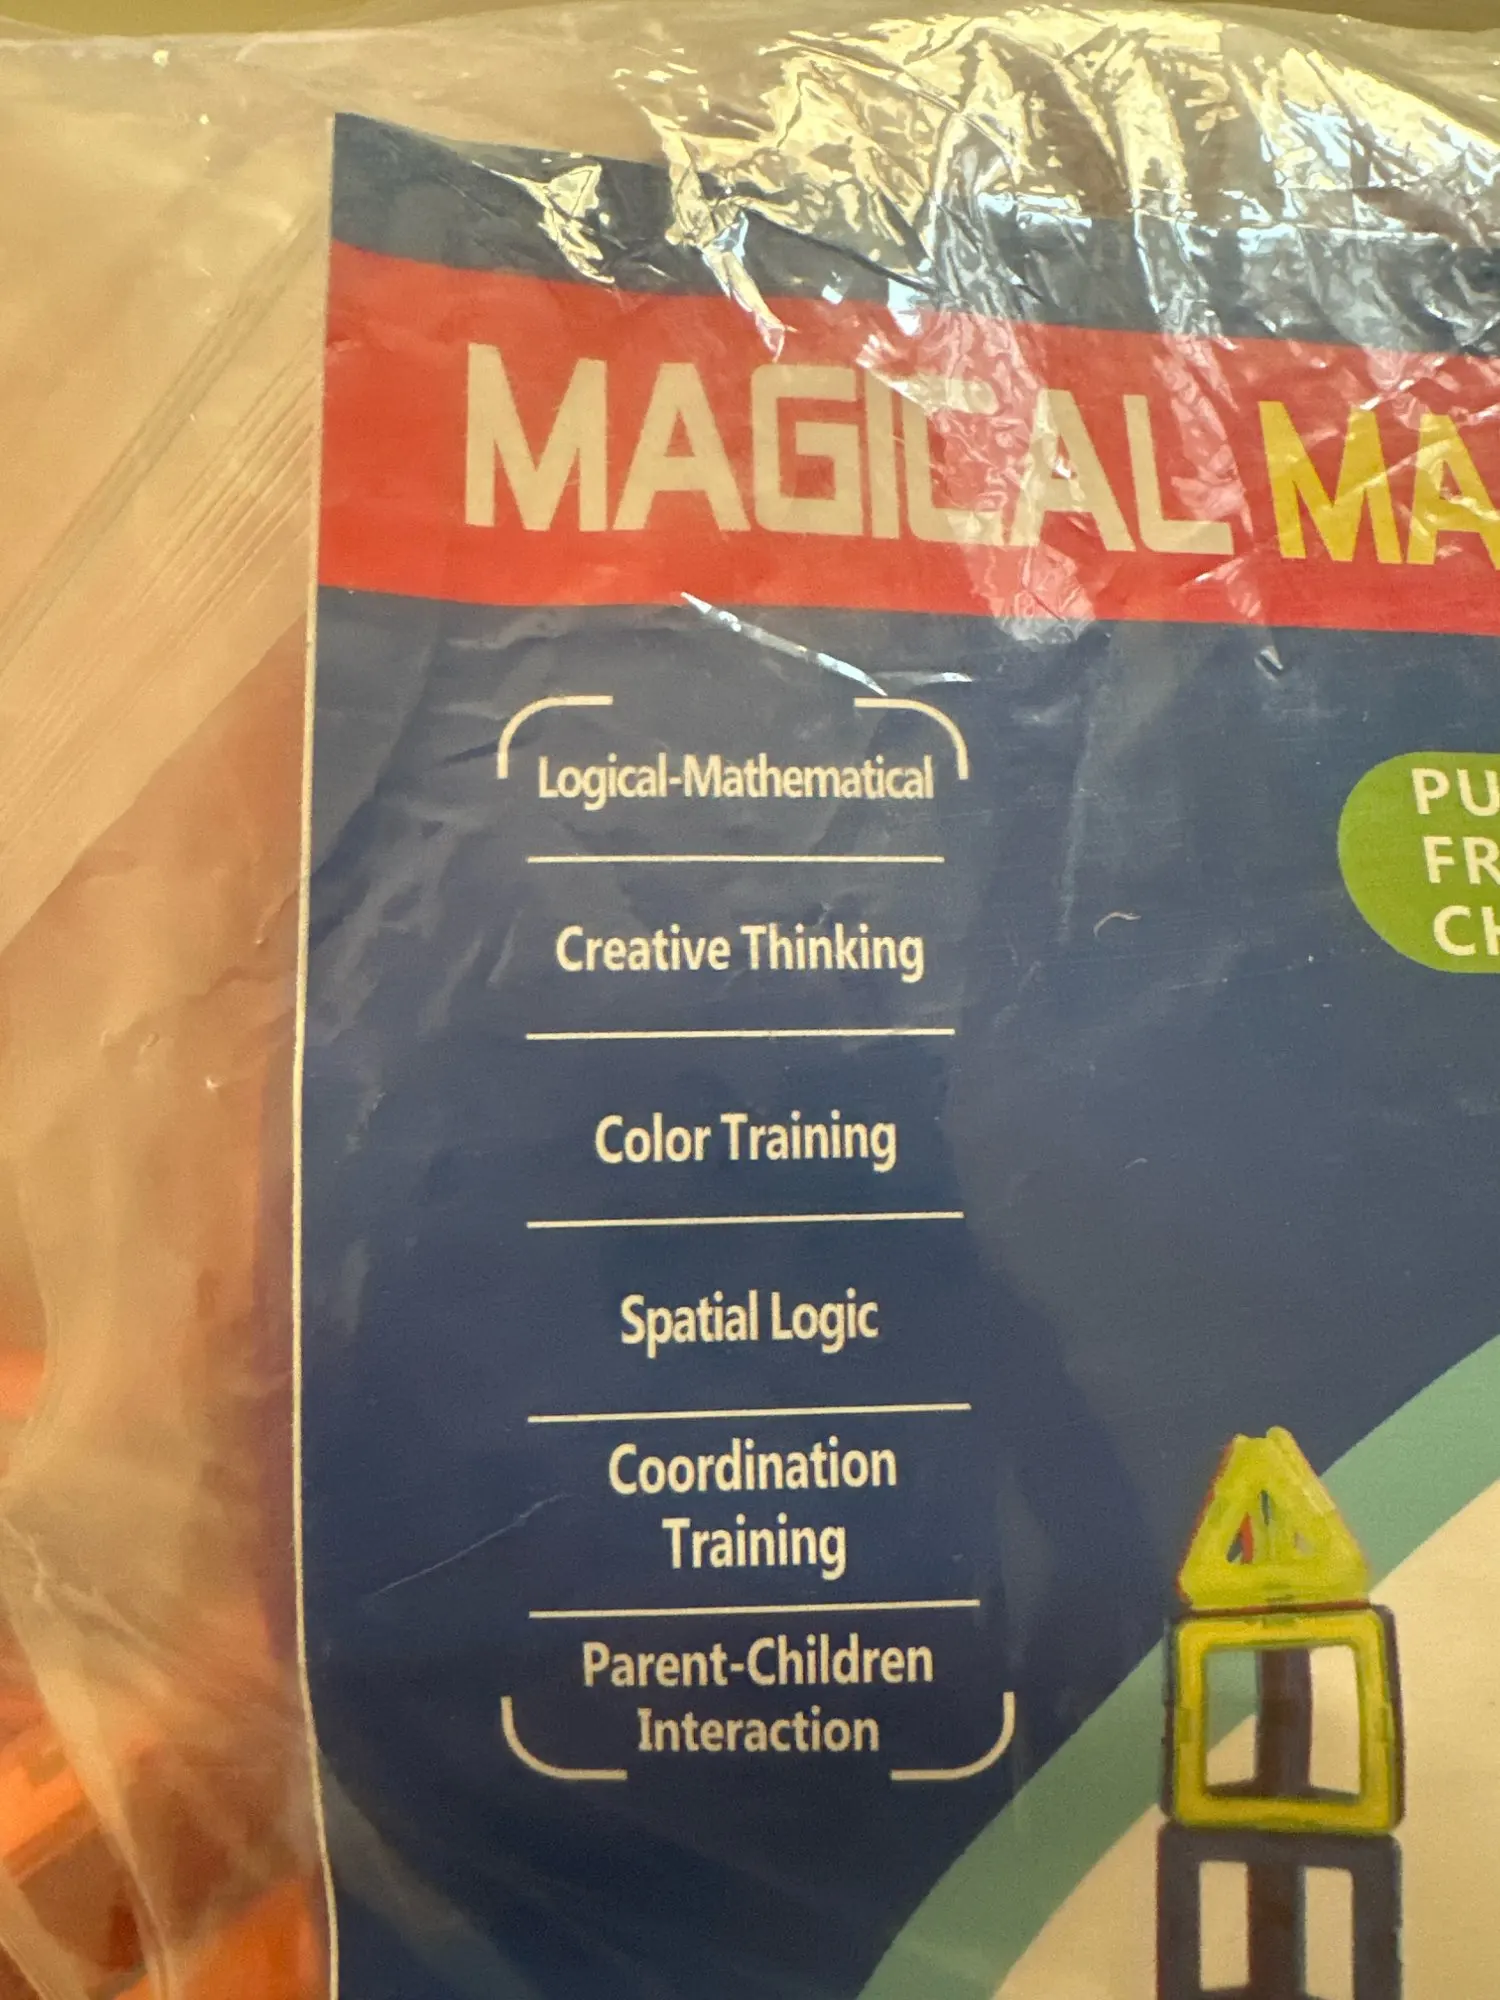 MAGICAL MA
Logical-Mathematical
Creative Thinking
Color Training
Spatial Logic
Coordination
Training
Parent-Children
Interaction
PU
FR
CH